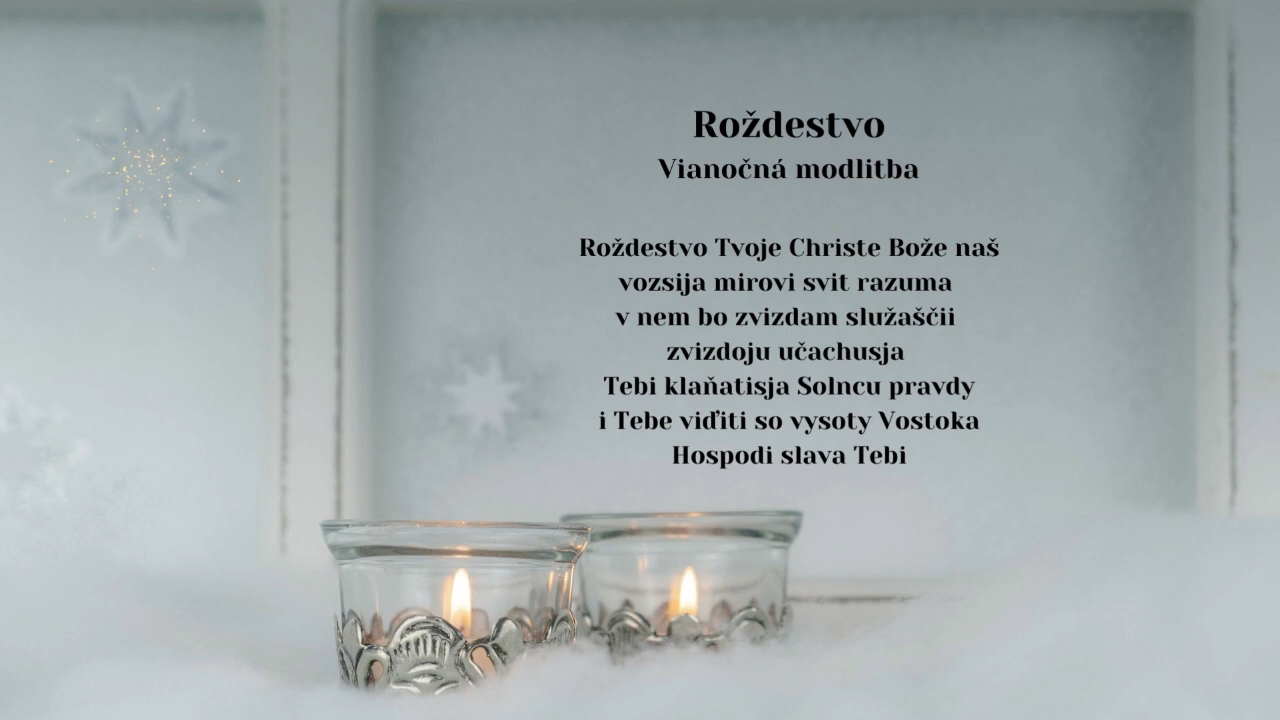 Roždestvo
Vianočná modlitba
Roždestvo Tvoje Christe Bože naš
vozsija mirovi svit razuma
v nem bo zvizdam služaščii
zvizdoju učachusja
Tebi klaňatisja Solncu pravdy
i Tebe viďiti so vysoty Vostoka
Hospodi slava Tebi